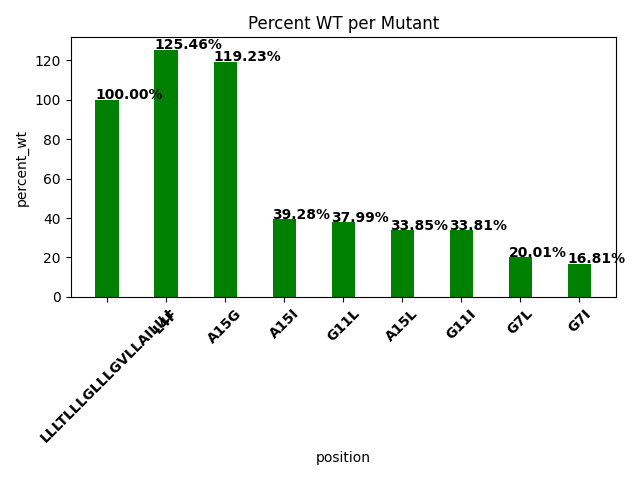 Percent WT per Mutant
125.46%
119.23%
100.00%
39.28%
37.99%
33.85%
33.81%
20.01%
16.81%
120
100
80
60
40
20
0
percent_wt
L4F
A15G
A15I
G11L
A15L
G11I
G7L
G7I
position